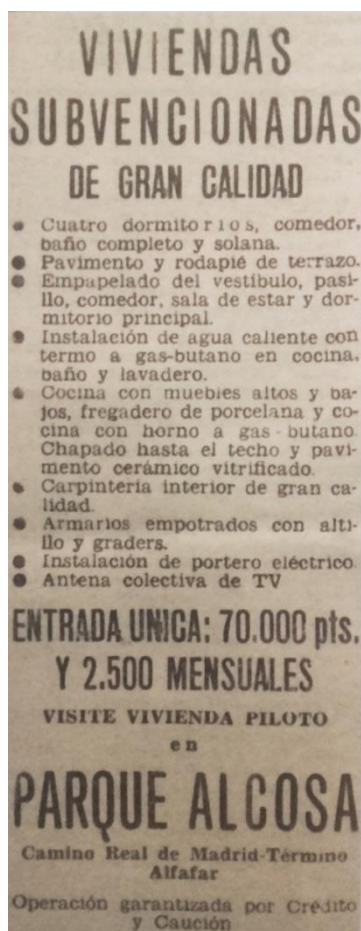 VIVIENDAS
SUBVENCIONADAS
DE GRAN CALIDAD
● Cuatro dormitorios, comedor,
baño completo y solana.
● Pavimento y rodapié de terrazo.
● Empapelado del vestíbulo, pasi-
llo, comedor, sala de estar y dor-
mitorio principal.
● Instalación de agua caliente con
termo a gas-butano en cocina,
baño y lavadero.
● Cocina con muebles altos y ba-
jos, fregadero de porcelana y co-
cina con horno a gas-butano.
Chapado hasta el techo y pavi-
mento cerámico vitrificado.
● Carpintería interior de gran ca-
lidad.
● Armarios empotrados con alti-
llo y graders.
● Instalación de portero eléctrico
● Antena colectiva de TV
ENTRADA UNICA: 70.000 pts.
Y 2.500 MENSUALES
VISITE VIVIENDA PILOTO
en
PARQUE ALCOSA
Camino Real de Madrid-Término
Alfafar
Operación garantizada por Crédito
y Caución